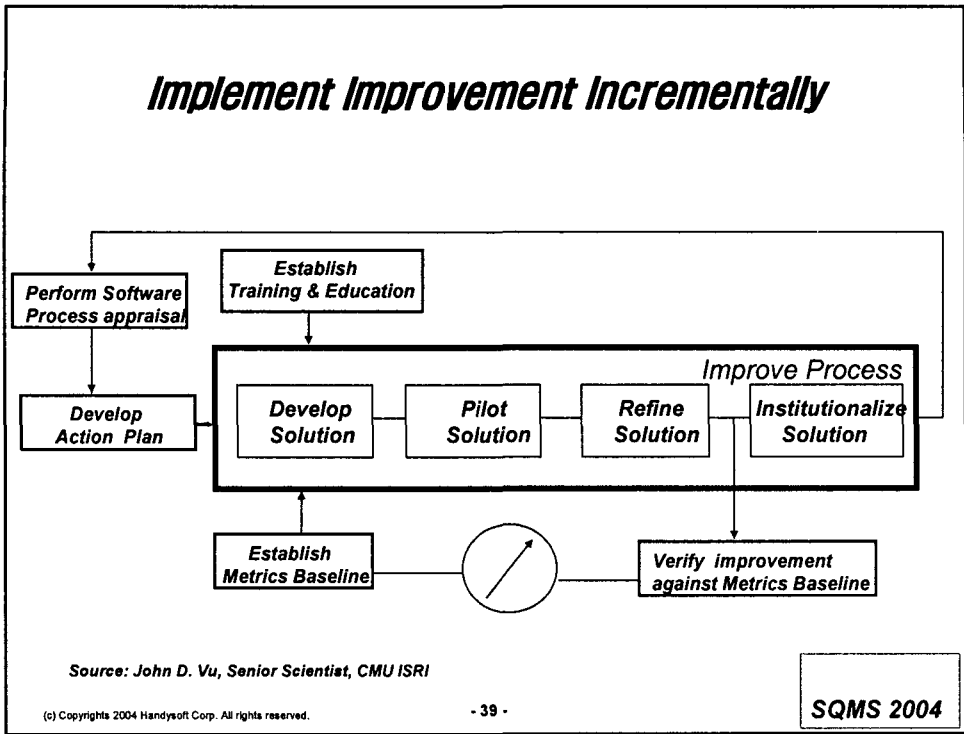 Implement Improvement Incrementally
Perform Software
Process appraisal
Establish
Training & Education
Develop
Action Plan
Improve Process
Develop
Solution
Pilot
Solution
Refine
Solution
Institutionalize
Solution
Establish
Metrics Baseline
Verify improvement
against Metrics Baseline
Source: John D. Vu, Senior Scientist, CMU ISRI
(c) Copyrights 2004 Handysoft Corp. All rights reserved.
- 39 -
SQMS 2004